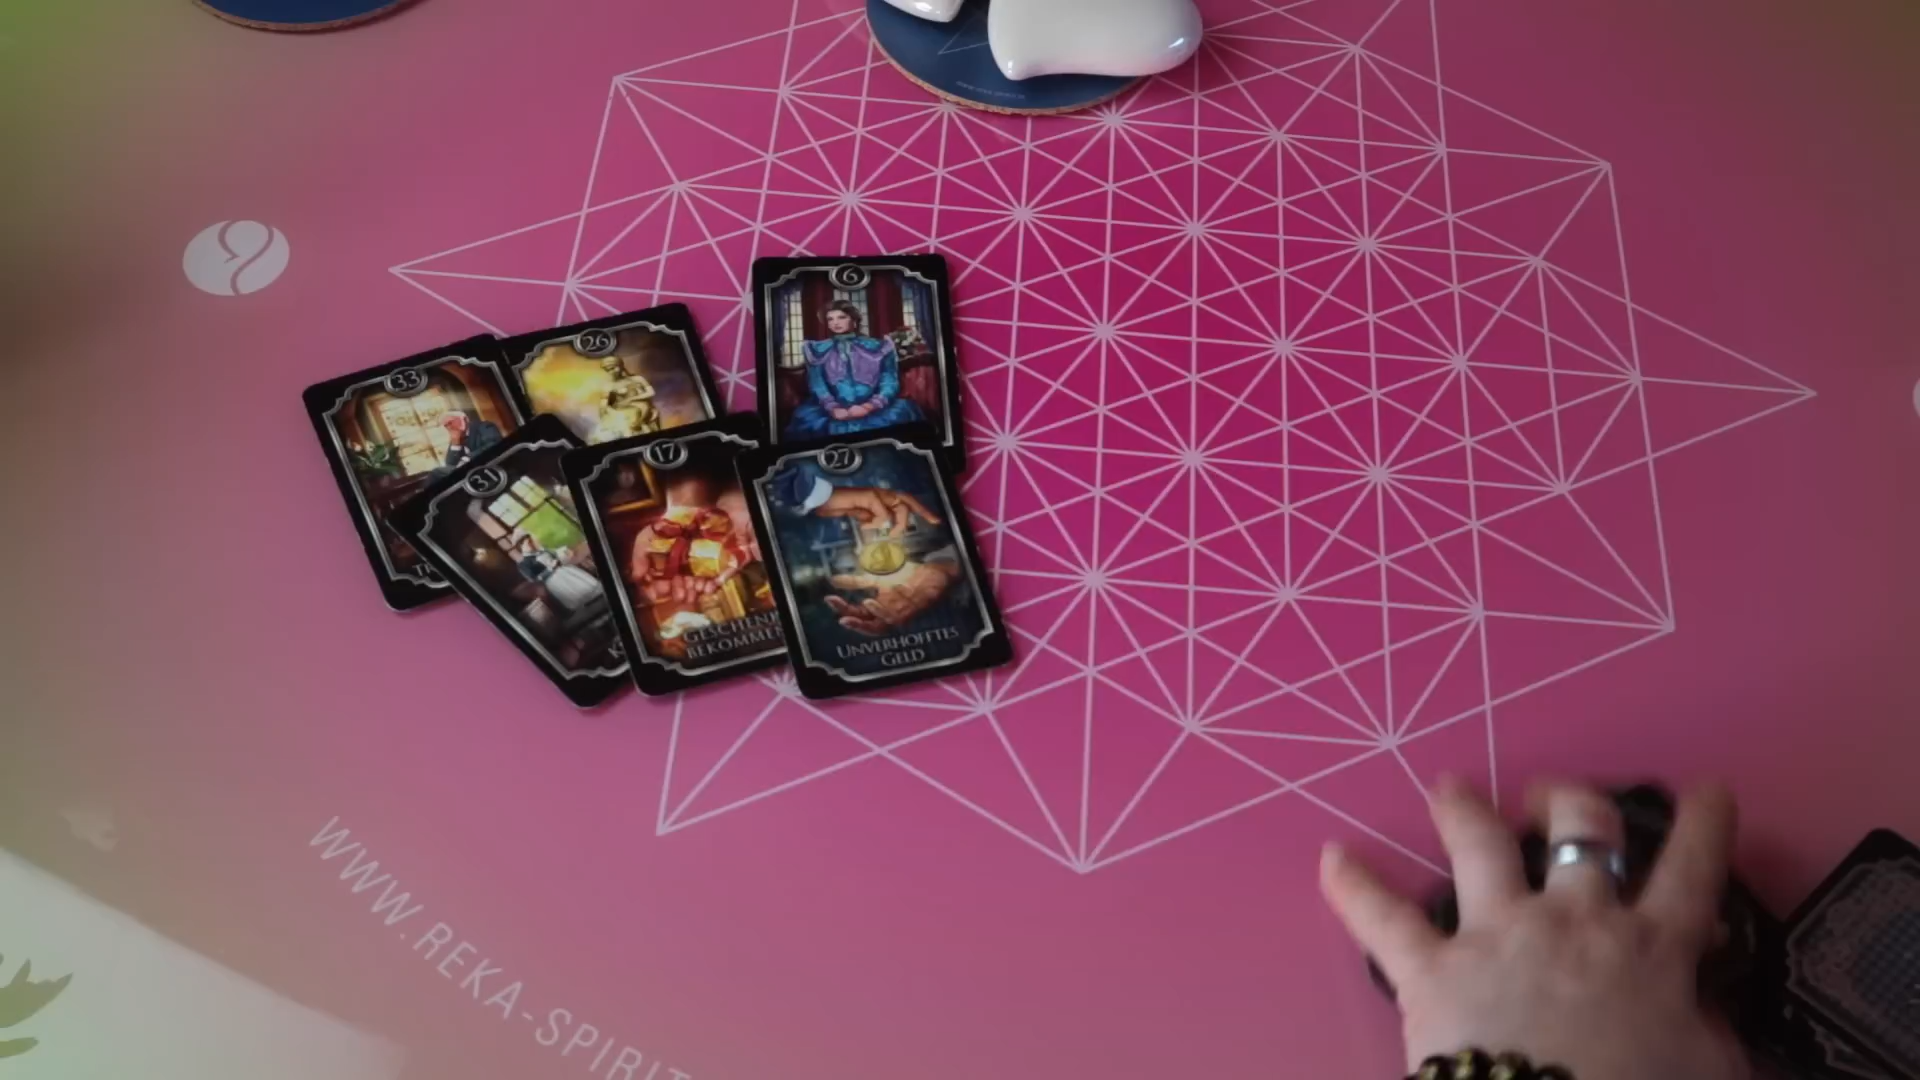 6
26
33
17
27
31
GESCHENK
BEKOMMEN
UNVERHOFFTES
GELD
WWW.REKA-SPIRIT